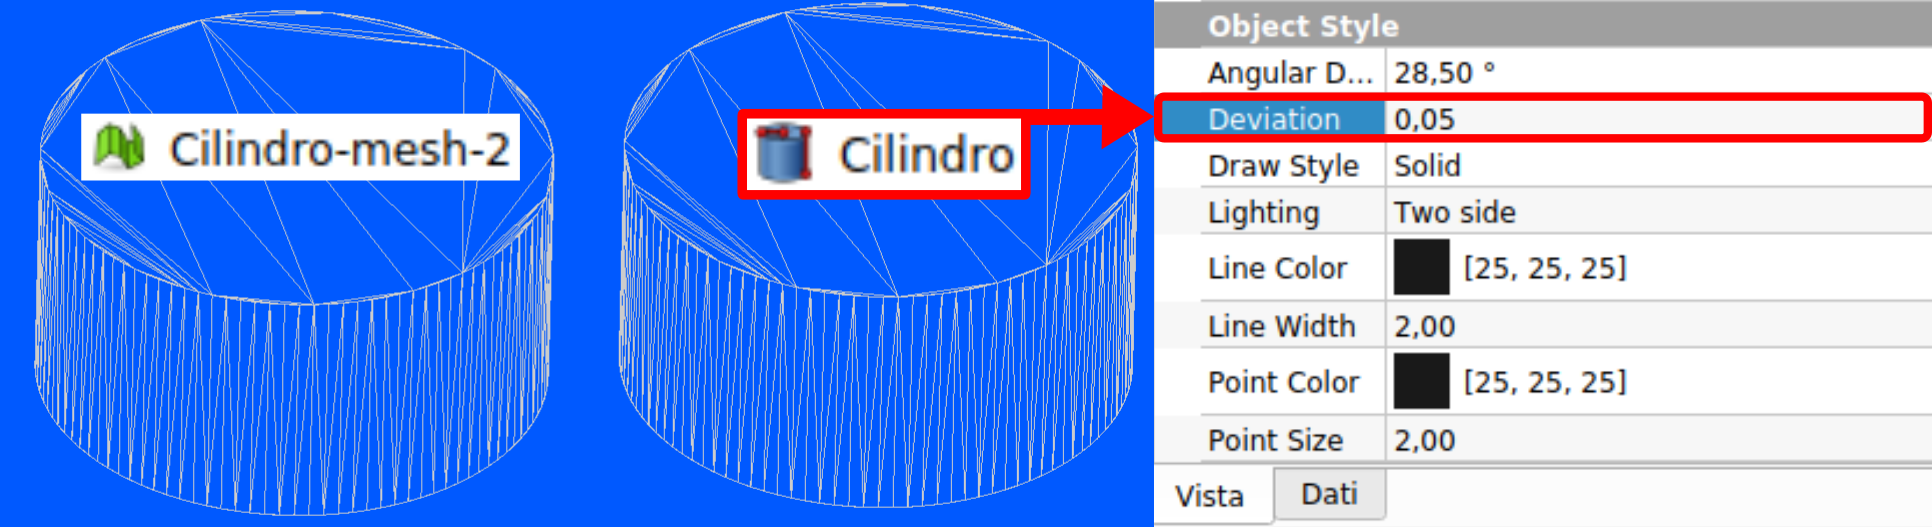 Cilindro-mesh-2
Cilindro
Object Style
Angular D... 28,50 °
Deviation 0,05
Draw Style Solid
Lighting Two side
Line Color [25, 25, 25]
Line Width 2,00
Point Color [25, 25, 25]
Point Size 2,00
Vista Dati